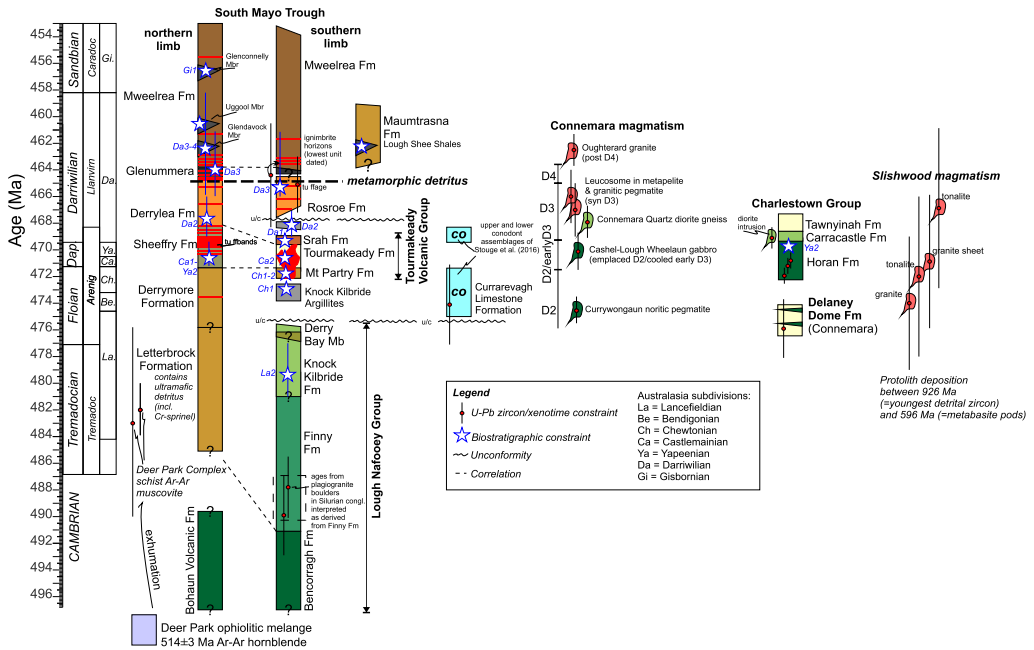 South Mayo Trough
northern
limb
southern
limb
Age (Ma)
454
456
458
460
462
464
466
468
470
472
474
476
478
480
482
484
486
488
490
492
494
496
Sandbian
Darriwilian
Dap
Floian
Tremadocian
CAMBRIAN
Caradoc
Llanvirn
Arenig
Tremadoc
Gi.
Da.
Ya.
Ca.
Ch.
Be.
La.
Glenconnelly
Mbr
Gi1
Mweelrea Fm
Uggool Mbr
Glendavock
Mbr
Da3-4
Glenummera
Da3
Derrylea Fm
Da2
Sheeffry Fm
tu ffbands
Ca1-
Ya2
Derrymore
Formation
?
Letterbrock
Formation
contains
ultramafic
detritus
(incl.
Cr-sprinel)
?
Deer Park Complex
schist Ar-Ar
muscovite
exhumation
Bohaun Volcanic Fm
?
?
Deer Park ophiolitic melange
514±3 Ma Ar-Ar hornblende
Mweelrea Fm
ignimbrite
horizons
(lowest unit
dated)
?
metamorphic detritus
Da3
tu ffage
Rosroe Fm
u/c
Da2
Srah Fm
Tourmakeady Fm
Ca2
Mt Partry Fm
Ch1-2
Ch1
Knock Kilbride
Argillites
u/c
u/c
Tourmakeady
Volcanic Group
?
Derry
Bay Mb
La2
Knock
Kilbride
Fm
?
Finny
Fm
ages from
plagiogranite
boulders
in Silurian congl.
interpreted
as derived
from Finny Fm
Bencorragh Fm
?
Lough Nafooey Group
Maumtrasna
Fm
Lough Shee Shales
?
co
co
upper and lower
conodont
assemblages of
Stouge et al. (2016)
Currarevagh
Limestone
Formation
Connemara magmatism
D4
D3
D2/early D3
D2
Oughterard granite
(post D4)
Leucosome in metapelite
& granitic pegmatite
(syn D3)
Connemara Quartz diorite gneiss
Cashel-Lough Wheelaun gabbro
(emplaced D2/cooled early D3)
Currywongaun noritic pegmatite
Charlestown Group
diorite
intrusion
Tawnyinah Fm
Carracastle Fm
Ya2
Horan Fm
Delaney
Dome Fm
(Connemara)
Slishwood magmatism
tonalite
granite sheet
tonalite
granite
Protolith deposition
between 926 Ma
(=youngest detrital zircon)
and 596 Ma (=metabasite pods)
Legend
U-Pb zircon/xenotime constraint
Biostratigraphic constraint
Unconformity
Correlation
Australasia subdivisions:
La = Lancefieldian
Be = Bendigonian
Ch = Chewtonian
Ca = Castlemainian
Ya = Yapeenian
Da = Darriwilian
Gi = Gisbornian